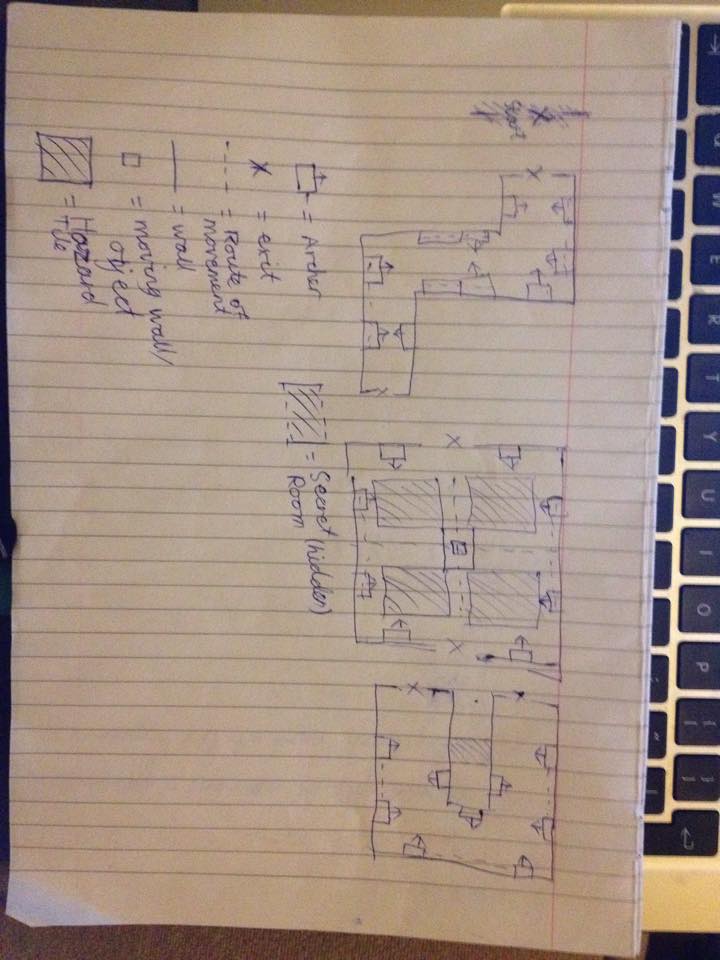 Start
= Archer
X = exit
= Route of
movement
= wall
= moving wall/
object
= Hazard
Tile
= Secret (hidden)
Room
E
Q
R
T
Y
U
I
O
P